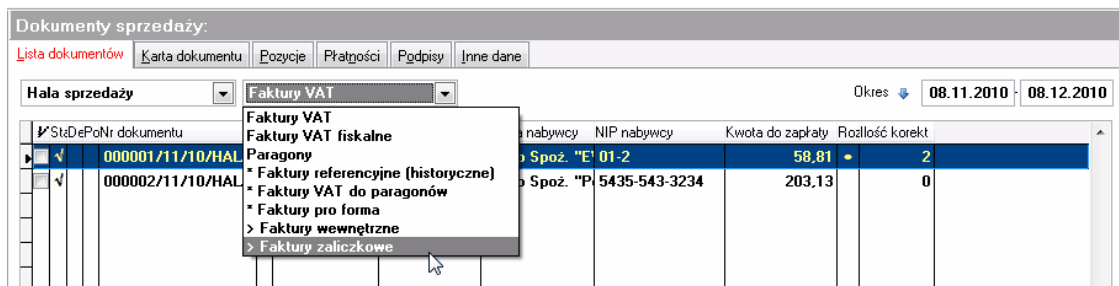 Dokumenty sprzedaży:
Lista dokumentów Karta dokumentu Pozycje Płatności Podpisy Inne dane
Hala sprzedaży Faktury VAT Okres 08.11.2010 - 08.12.2010
Faktury VAT
Faktury VAT fiskalne
Paragony
* Faktury referencyjne (historyczne)
* Faktury VAT do paragonów
* Faktury pro forma
> Faktury wewnętrzne
> Faktury zaliczkowe
Nr dokumentu nabywcy NIP nabywcy Kwota do zapłaty Ilość korekt
000001/11/10/HAL Spoż. "E 01-2 58,81 2
000002/11/10/HAL Spoż. "P 5435-543-3234 203,13 0